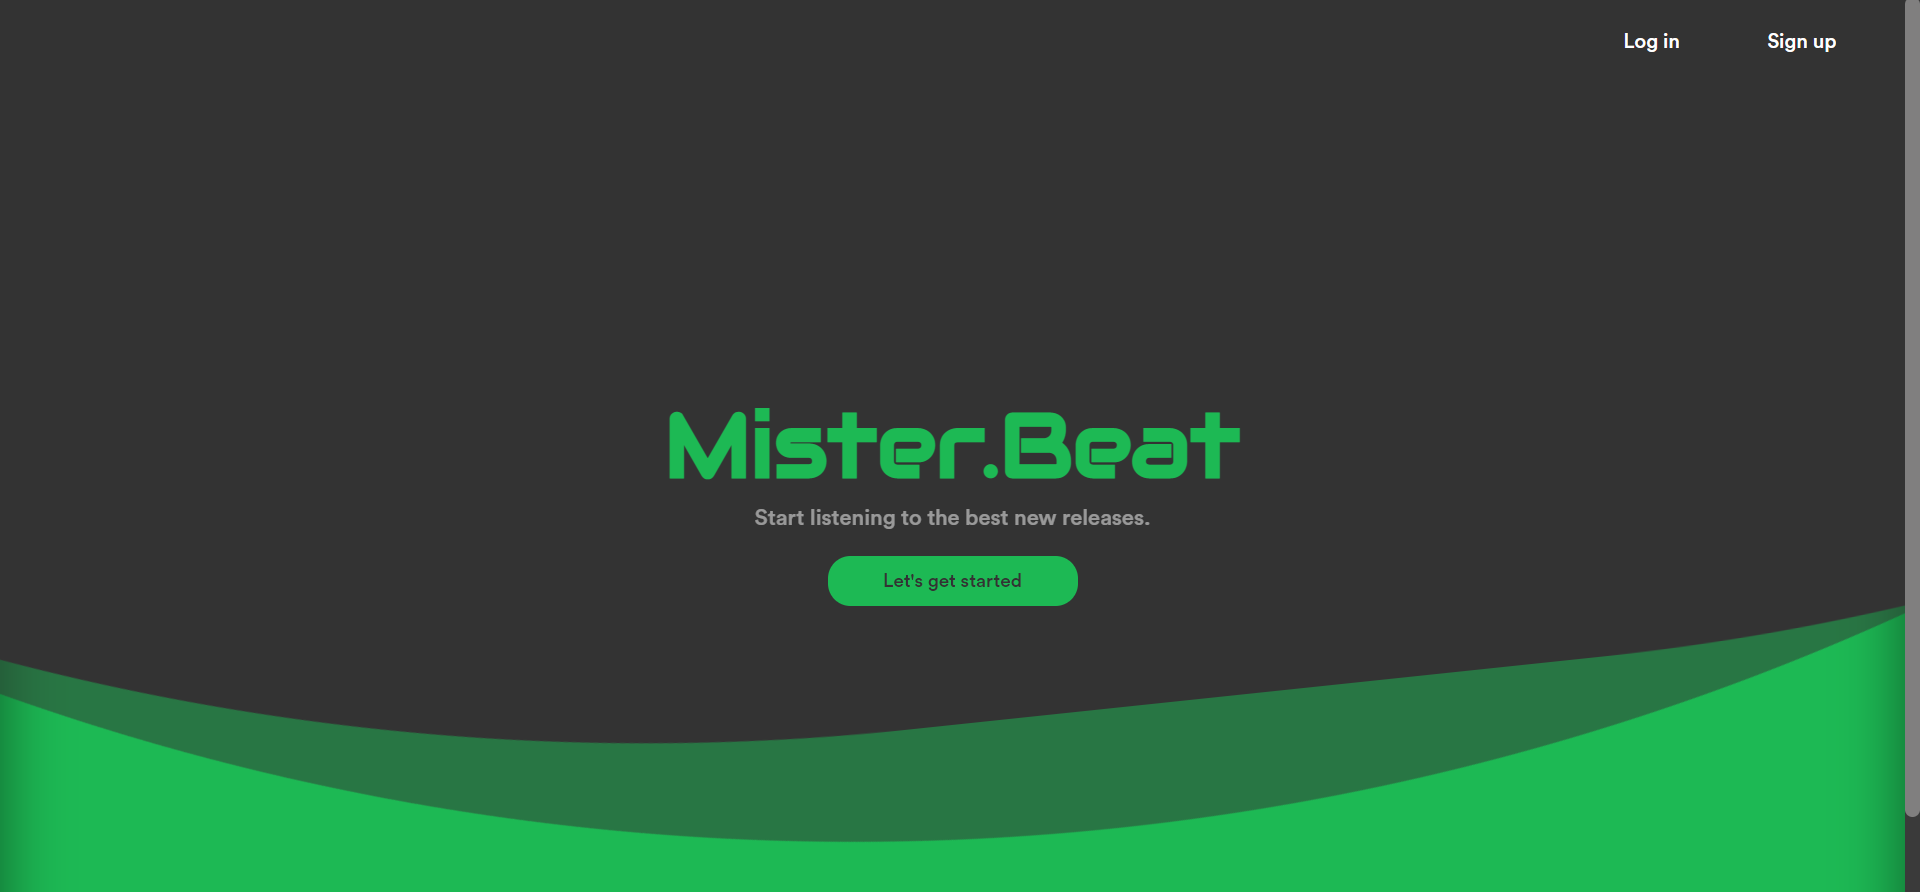 Log in Sign up
Mister.Beat
Start listening to the best new releases.
Let's get started